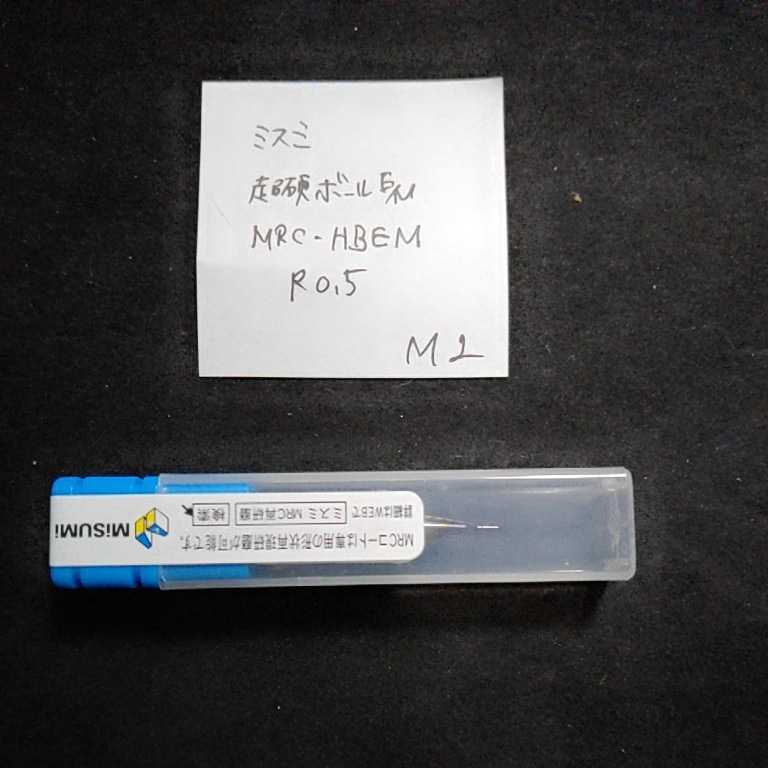 ミスミ
超硬ボールEM
MRC-HBEM
R0.5
M2
MiSUMi
MRCコートは専用の形状再現研磨が可能です。
詳細はWEBで ミスミ MRC再研磨 検索